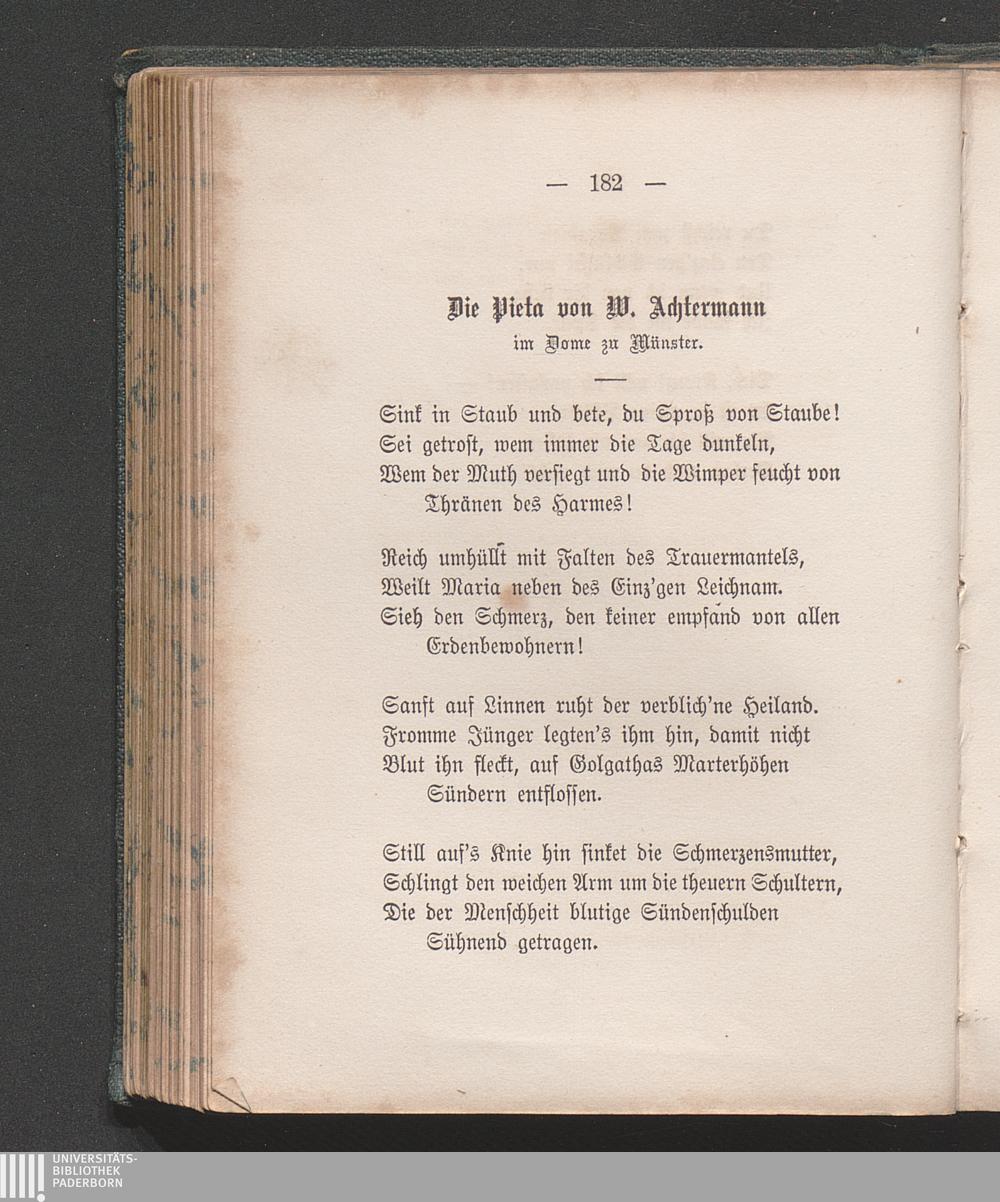 — 182 —
Die Pieta von W. Achtermann
im Dome zu Münster.
Sink in Staub und bete, du Sproß von Staube!
Sei getrost, wem immer die Tage dunkeln,
Wem der Muth versiegt und die Wimper feucht von
Thränen des Harmes!
Reich umhüllt mit Falten des Trauermantels,
Weilt Maria neben des Einz'gen Leichnam.
Sieh den Schmerz, den keiner empfand von allen
Erdenbewohnern!
Sanft auf Linnen ruht der verblich'ne Heiland.
Fromme Jünger legten's ihm hin, damit nicht
Blut ihn fleckt, auf Golgathas Marterhöhen
Sündern entflossen.
Still auf's Knie hin sinket die Schmerzensmutter,
Schlingt den weichen Arm um die theuern Schultern,
Die der Menschheit blutige Sündenschulden
Sühnend getragen.
UNIVERSITÄTS-
BIBLIOTHEK
PADERBORN